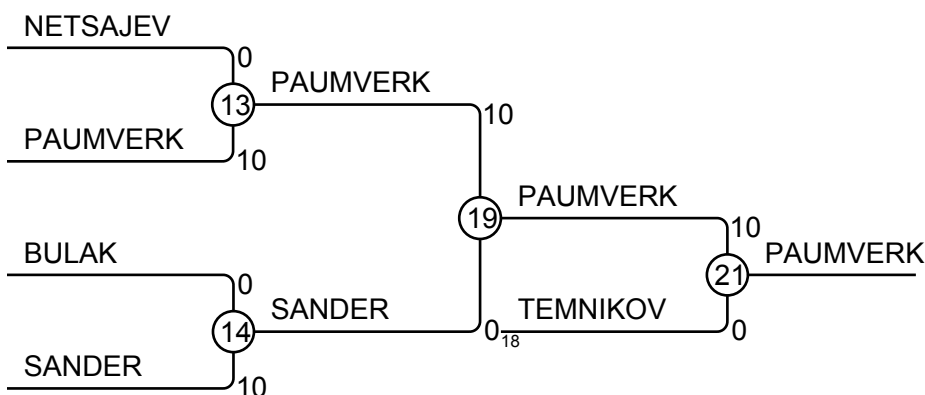 NETSAJEV
0
13
PAUMVERK
PAUMVERK
10
10
19
PAUMVERK
10
21
PAUMVERK
BULAK
0
14
SANDER
0
18
TEMNIKOV
0
SANDER
10